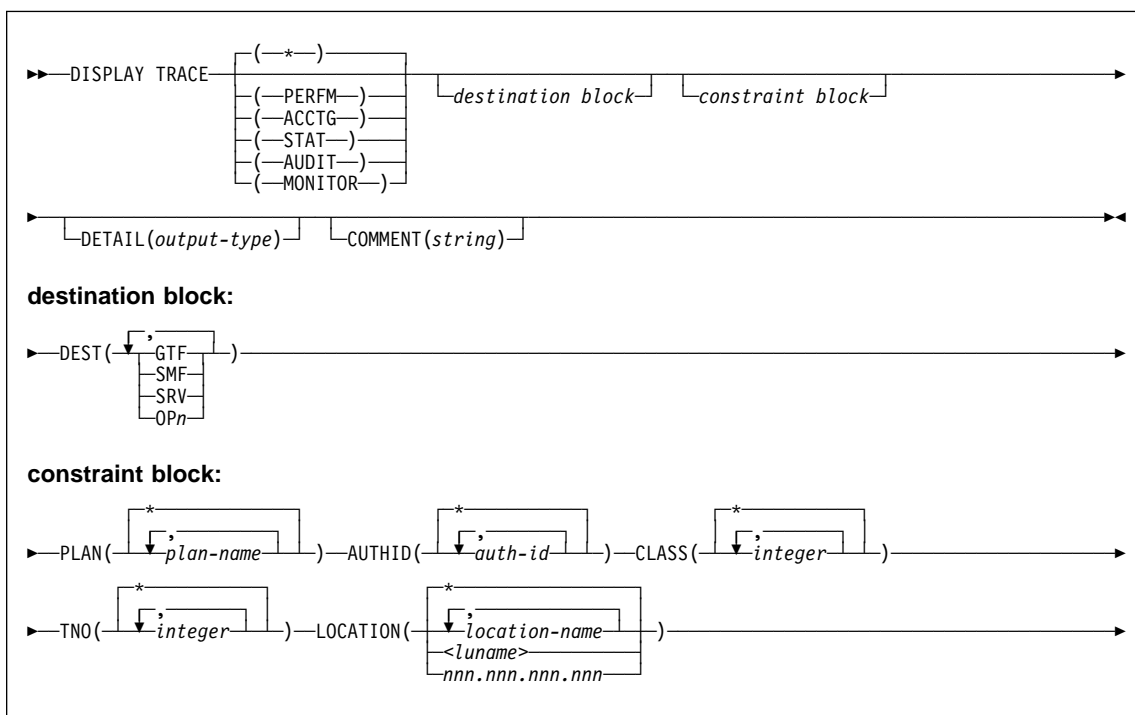 ( * )
DISPLAY TRACE
( PERFM )
( ACCTG )
( STAT )
( AUDIT )
( MONITOR )
destination block
constraint block
DETAIL(output-type)
COMMENT(string)
destination block:
,
DEST( GTF )
SMF
SRV
OPn
constraint block:
* * *
, , ,
PLAN( plan-name ) AUTHID( auth-id ) CLASS( integer )
* *
, ,
TNO( integer ) LOCATION( location-name )
<luname>
nnn.nnn.nnn.nnn